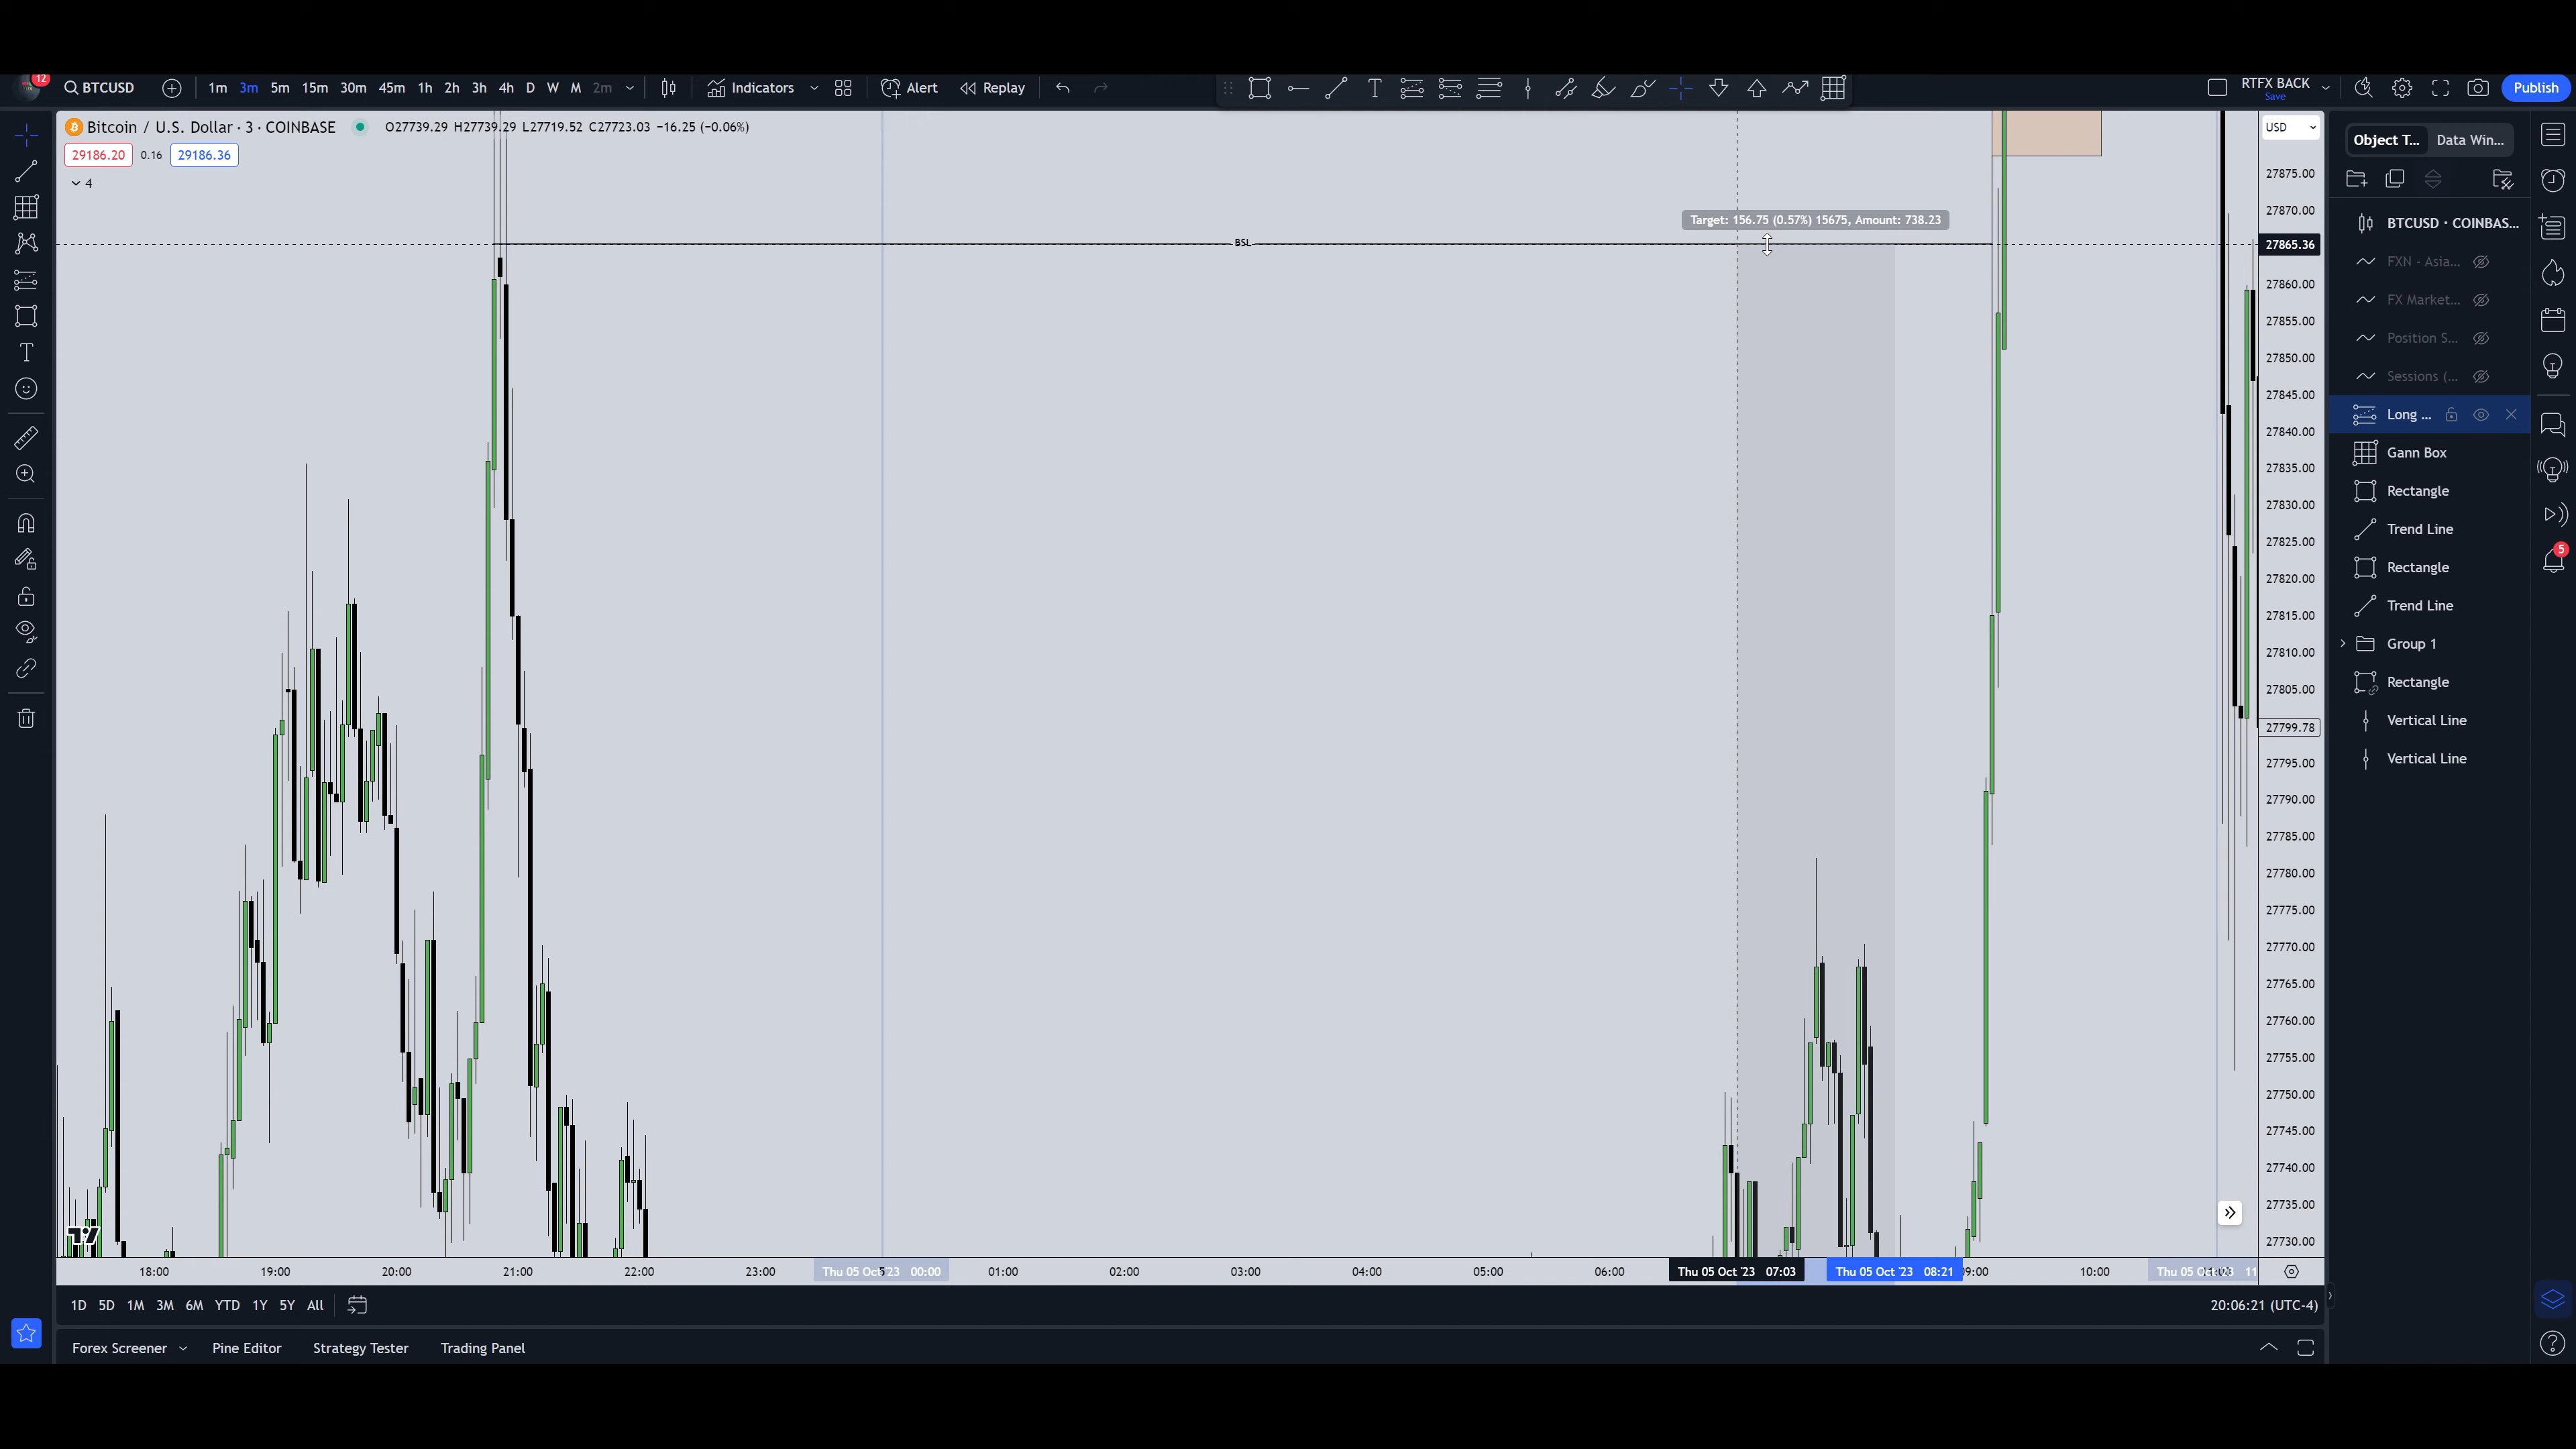 12
BTCUSD
1m 3m 5m 15m 30m 45m 1h 2h 3h 4h D W M 2m
Indicators
Alert
Replay
RTFX BACK
Save
Publish
Bitcoin / U.S. Dollar · 3 · COINBASE
O27739.29 H27739.29 L27719.52 C27723.03 −16.25 (−0.06%)
29186.20 0.16 29186.36
4
USD
Target: 156.75 (0.57%) 15675, Amount: 738.23
BSL
27875.00
27870.00
27865.36
27860.00
27855.00
27850.00
27845.00
27840.00
27835.00
27830.00
27825.00
27820.00
27815.00
27810.00
27805.00
27799.78
27795.00
27790.00
27785.00
27780.00
27775.00
27770.00
27765.00
27760.00
27755.00
27750.00
27745.00
27740.00
27735.00
27730.00
Object T... Data Win...
BTCUSD · COINBAS...
FXN - Asia...
FX Market...
Position S...
Sessions (...
Long ...
Gann Box
Rectangle
Trend Line
Rectangle
Trend Line
Group 1
Rectangle
Vertical Line
Vertical Line
5
18:00 19:00 20:00 21:00 22:00 23:00 Thu 05 Oct '23 00:00 01:00 02:00 03:00 04:00 05:00 06:00 Thu 05 Oct '23 07:03 Thu 05 Oct '23 08:21 09:00 10:00
1D 5D 1M 3M 6M YTD 1Y 5Y All
20:06:21 (UTC-4)
Forex Screener Pine Editor Strategy Tester Trading Panel